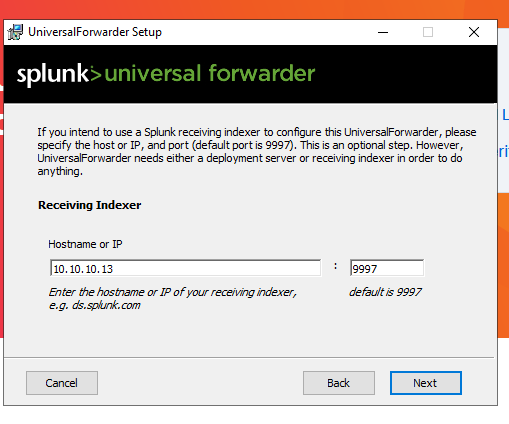 UniversalForwarder Setup
splunk>universal forwarder
If you intend to use a Splunk receiving indexer to configure this UniversalForwarder, please
specify the host or IP, and port (default port is 9997). This is an optional step. However,
UniversalForwarder needs either a deployment server or receiving indexer in order to do
anything.
Receiving Indexer
Hostname or IP
10.10.10.13 : 9997
Enter the hostname or IP of your receiving indexer, default is 9997
e.g. ds.splunk.com
Cancel Back Next